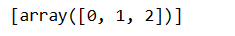 [array([0, 1, 2])]